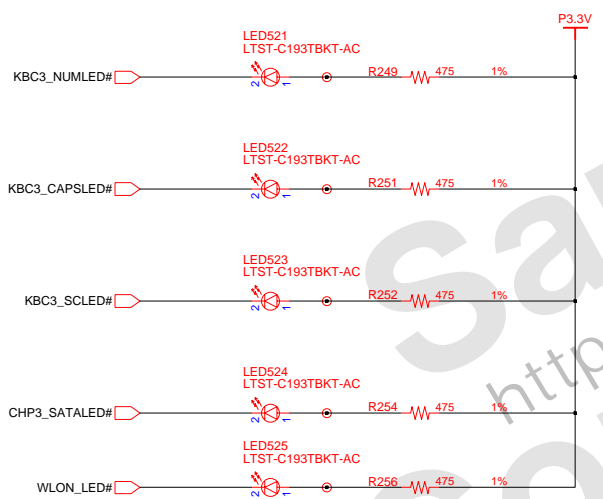 P3.3V
LED521
LTST-C193TBKT-AC
KBC3_NUMLED# 2 1 R249 475 1%
LED522
LTST-C193TBKT-AC
KBC3_CAPSLED# 2 1 R251 475 1%
LED523
LTST-C193TBKT-AC
KBC3_SCLED# 2 1 R252 475 1%
LED524
LTST-C193TBKT-AC
CHP3_SATALED# 2 1 R254 475 1%
LED525
LTST-C193TBKT-AC
WLON_LED# 2 1 R256 475 1%
Sa
http